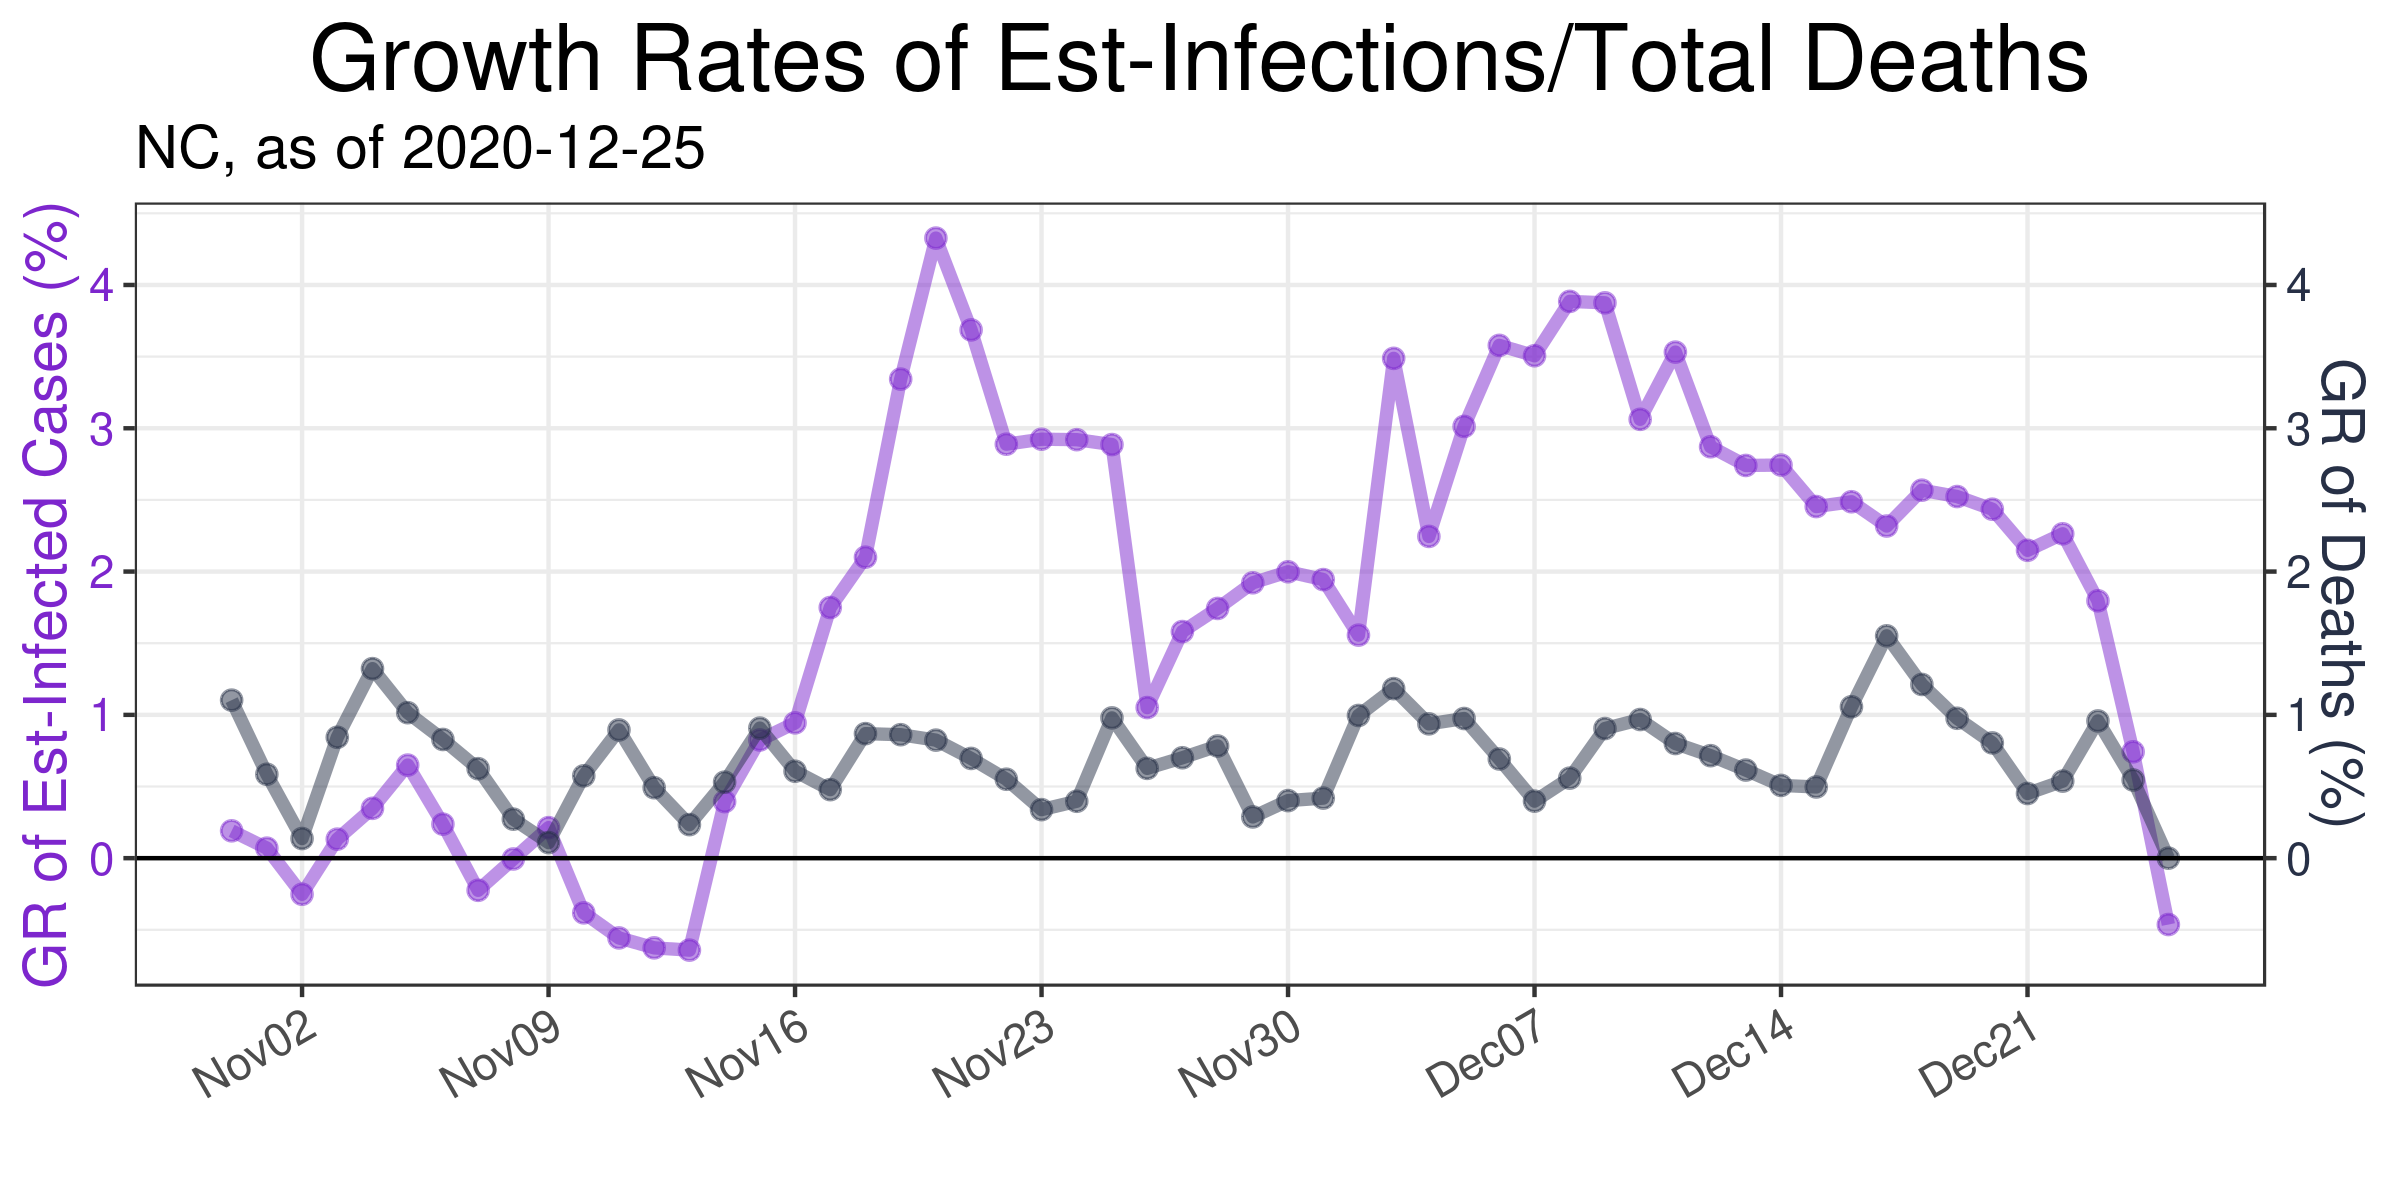 Growth Rates of Est-Infections/Total Deaths
NC, as of 2020-12-25
GR of Est-Infected Cases (%)
4
3
2
1
0
4
3
2
1
0
GR of Deaths (%)
Nov02
Nov09
Nov16
Nov23
Nov30
Dec07
Dec14
Dec21